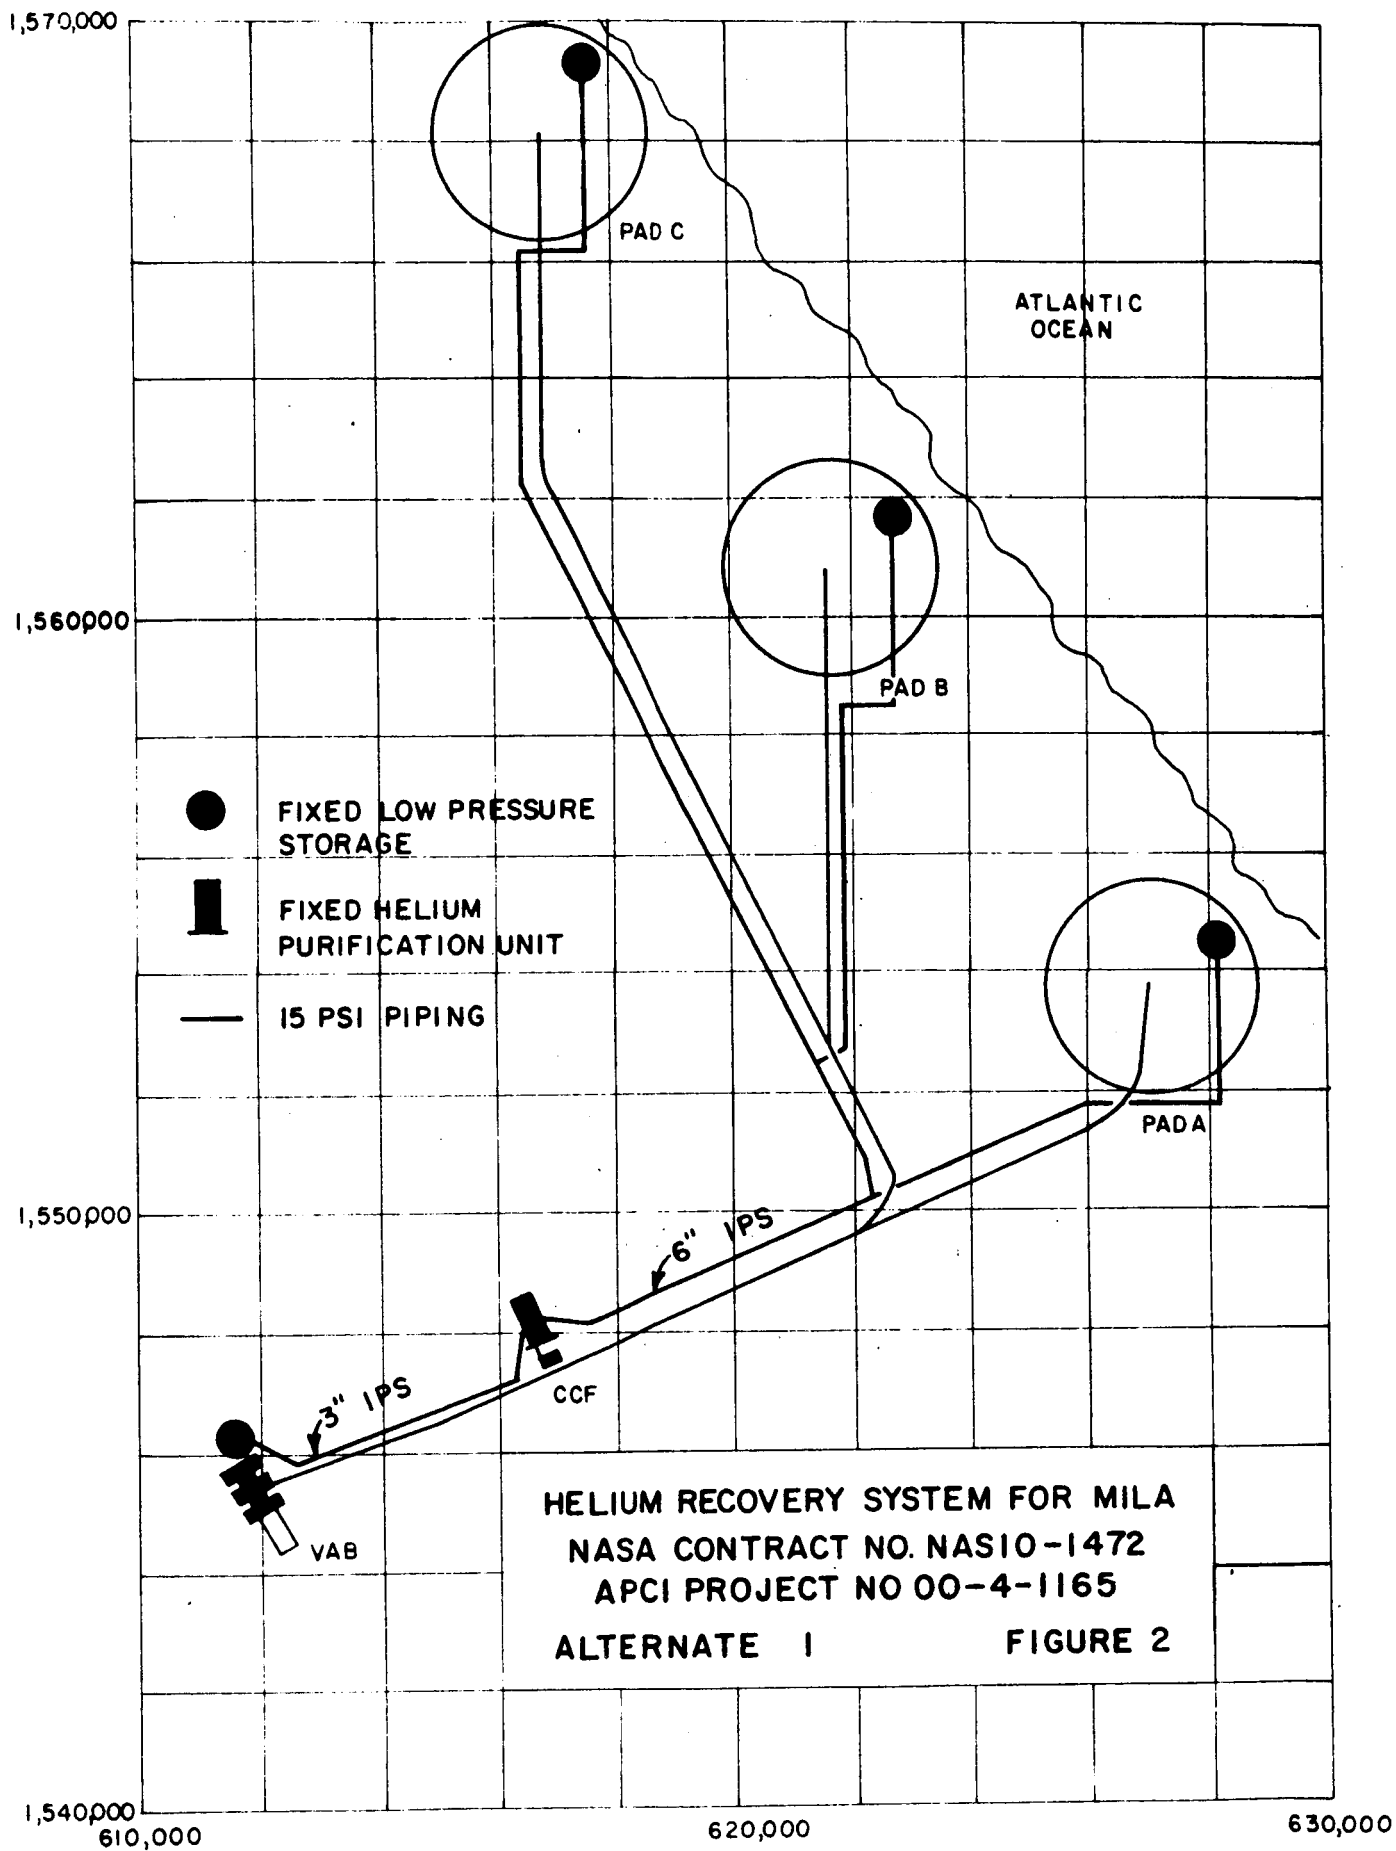 1,570,000
PAD C
ATLANTIC
OCEAN
1,560,000
PAD B
FIXED LOW PRESSURE
STORAGE
FIXED HELIUM
PURIFICATION UNIT
15 PSI PIPING
PAD A
1,550,000
6" IPS
3" IPS
CCF
VAB
HELIUM RECOVERY SYSTEM FOR MILA
NASA CONTRACT NO. NAS10-1472
APCI PROJECT NO 00-4-1165
ALTERNATE 1 FIGURE 2
1,540,000
610,000 620,000 630,000